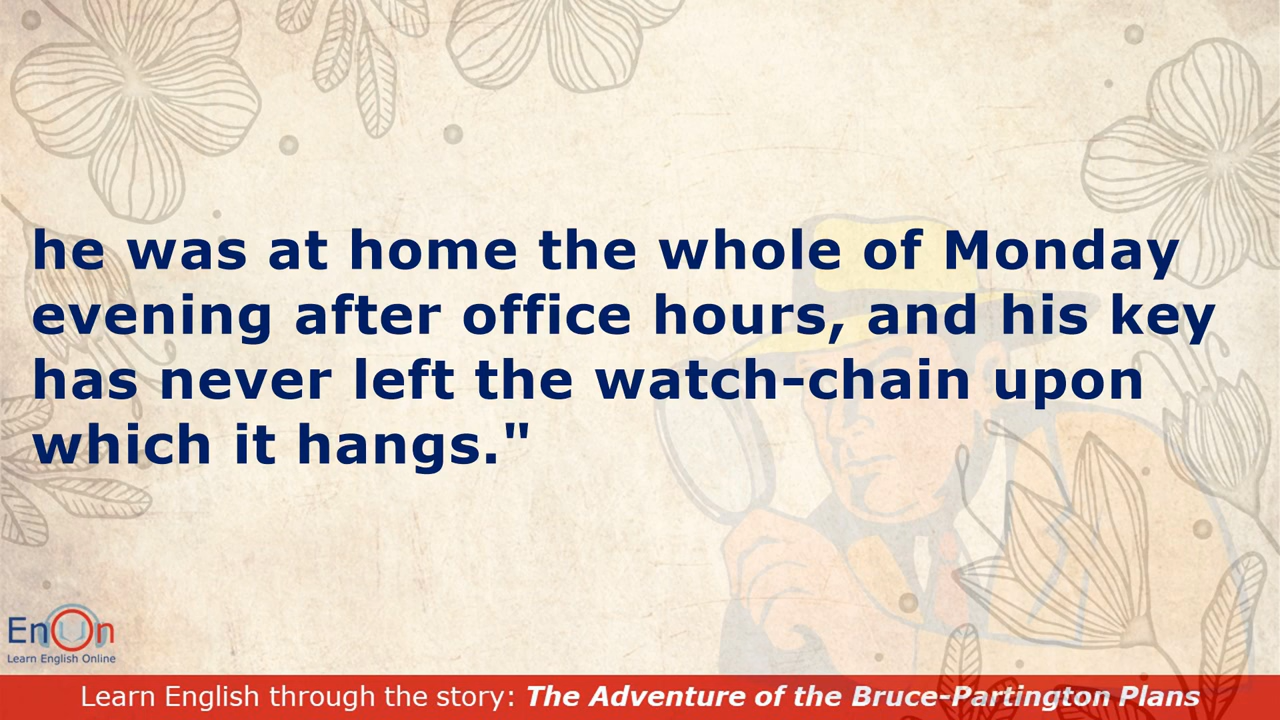 he was at home the whole of Monday
evening after office hours, and his key
has never left the watch-chain upon
which it hangs."
EnOn
Learn English Online
Learn English through the story: The Adventure of the Bruce-Partington Plans